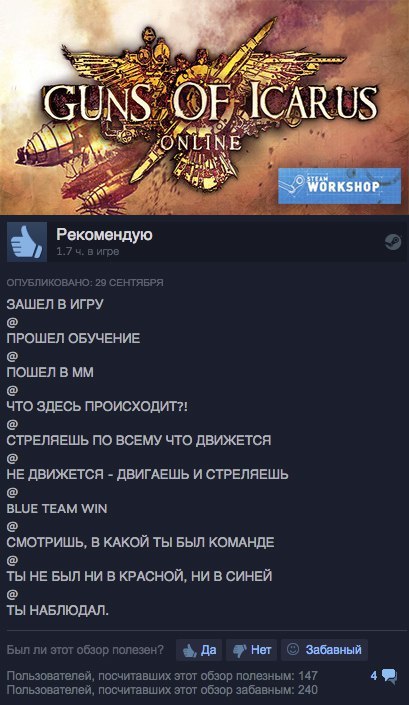 GUNS OF ICARUS
ONLINE
STEAM
WORKSHOP
Рекомендую
1.7 ч. в игре
ОПУБЛИКОВАНО: 29 СЕНТЯБРЯ
ЗАШЕЛ В ИГРУ
@
ПРОШЕЛ ОБУЧЕНИЕ
@
ПОШЕЛ В ММ
@
ЧТО ЗДЕСЬ ПРОИСХОДИТ?!
@
СТРЕЛЯЕШЬ ПО ВСЕМУ ЧТО ДВИЖЕТСЯ
@
НЕ ДВИЖЕТСЯ - ДВИГАЕШЬ И СТРЕЛЯЕШЬ
@
BLUE TEAM WIN
@
СМОТРИШЬ, В КАКОЙ ТЫ БЫЛ КОМАНДЕ
@
ТЫ НЕ БЫЛ НИ В КРАСНОЙ, НИ В СИНЕЙ
@
ТЫ НАБЛЮДАЛ.
Был ли этот обзор полезен? Да Нет Забавный
Пользователей, посчитавших этот обзор полезным: 147 4
Пользователей, посчитавших этот обзор забавным: 240